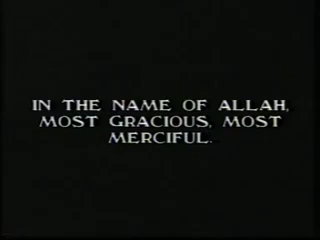 IN THE NAME OF ALLAH,
MOST GRACIOUS, MOST
MERCIFUL.